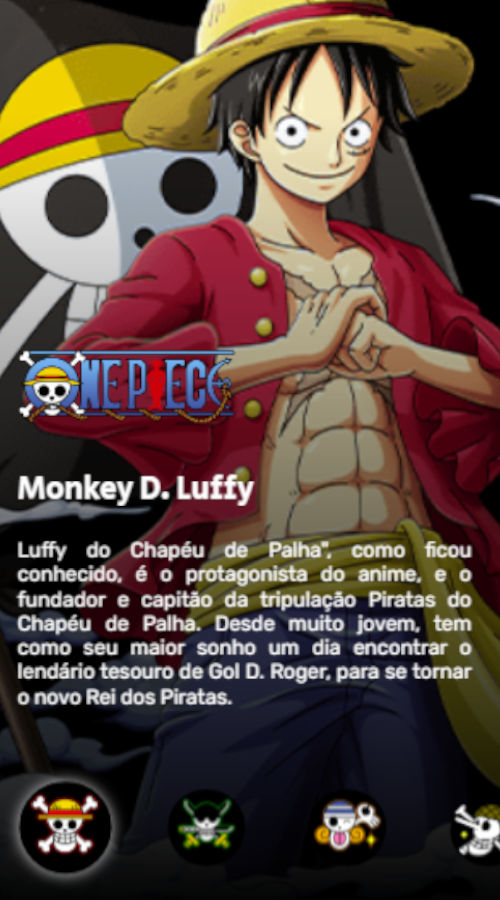 ONE PIECE
Monkey D. Luffy
Luffy do Chapéu de Palha", como ficou
conhecido, é o protagonista do anime, e o
fundador e capitão da tripulação Piratas do
Chapéu de Palha. Desde muito jovem, tem
como seu maior sonho um dia encontrar o
lendário tesouro de Gol D. Roger, para se tornar
o novo Rei dos Piratas.